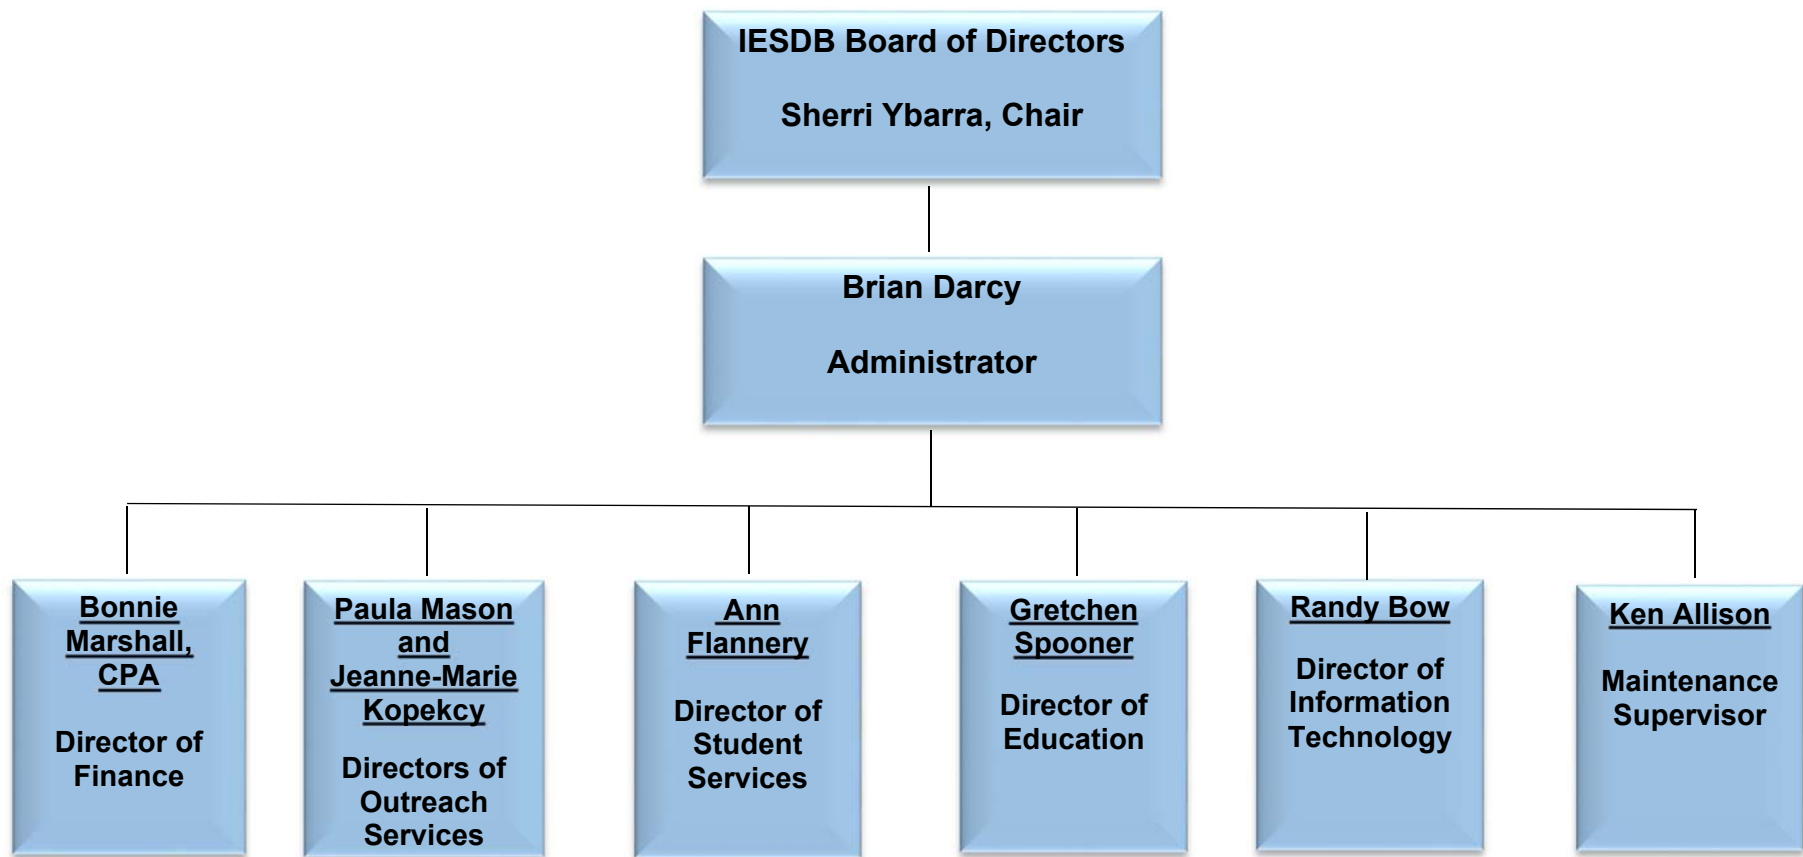 IESDB Board of Directors
Sherri Ybarra, Chair
Brian Darcy
Administrator
Bonnie
Marshall,
CPA
Director of
Finance
Paula Mason
and
Jeanne-Marie
Kopekcy
Directors of
Outreach
Services
Ann
Flannery
Director of
Student
Services
Gretchen
Spooner
Director of
Education
Randy Bow
Director of
Information
Technology
Ken Allison
Maintenance
Supervisor